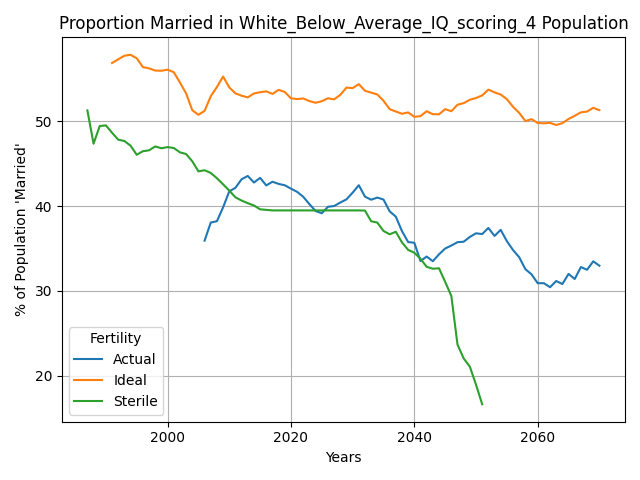 Proportion Married in White_Below_Average_IQ_scoring_4 Population
% of Population 'Married'
50
40
30
20
Fertility
Actual
Ideal
Sterile
2000 2020 2040 2060
Years